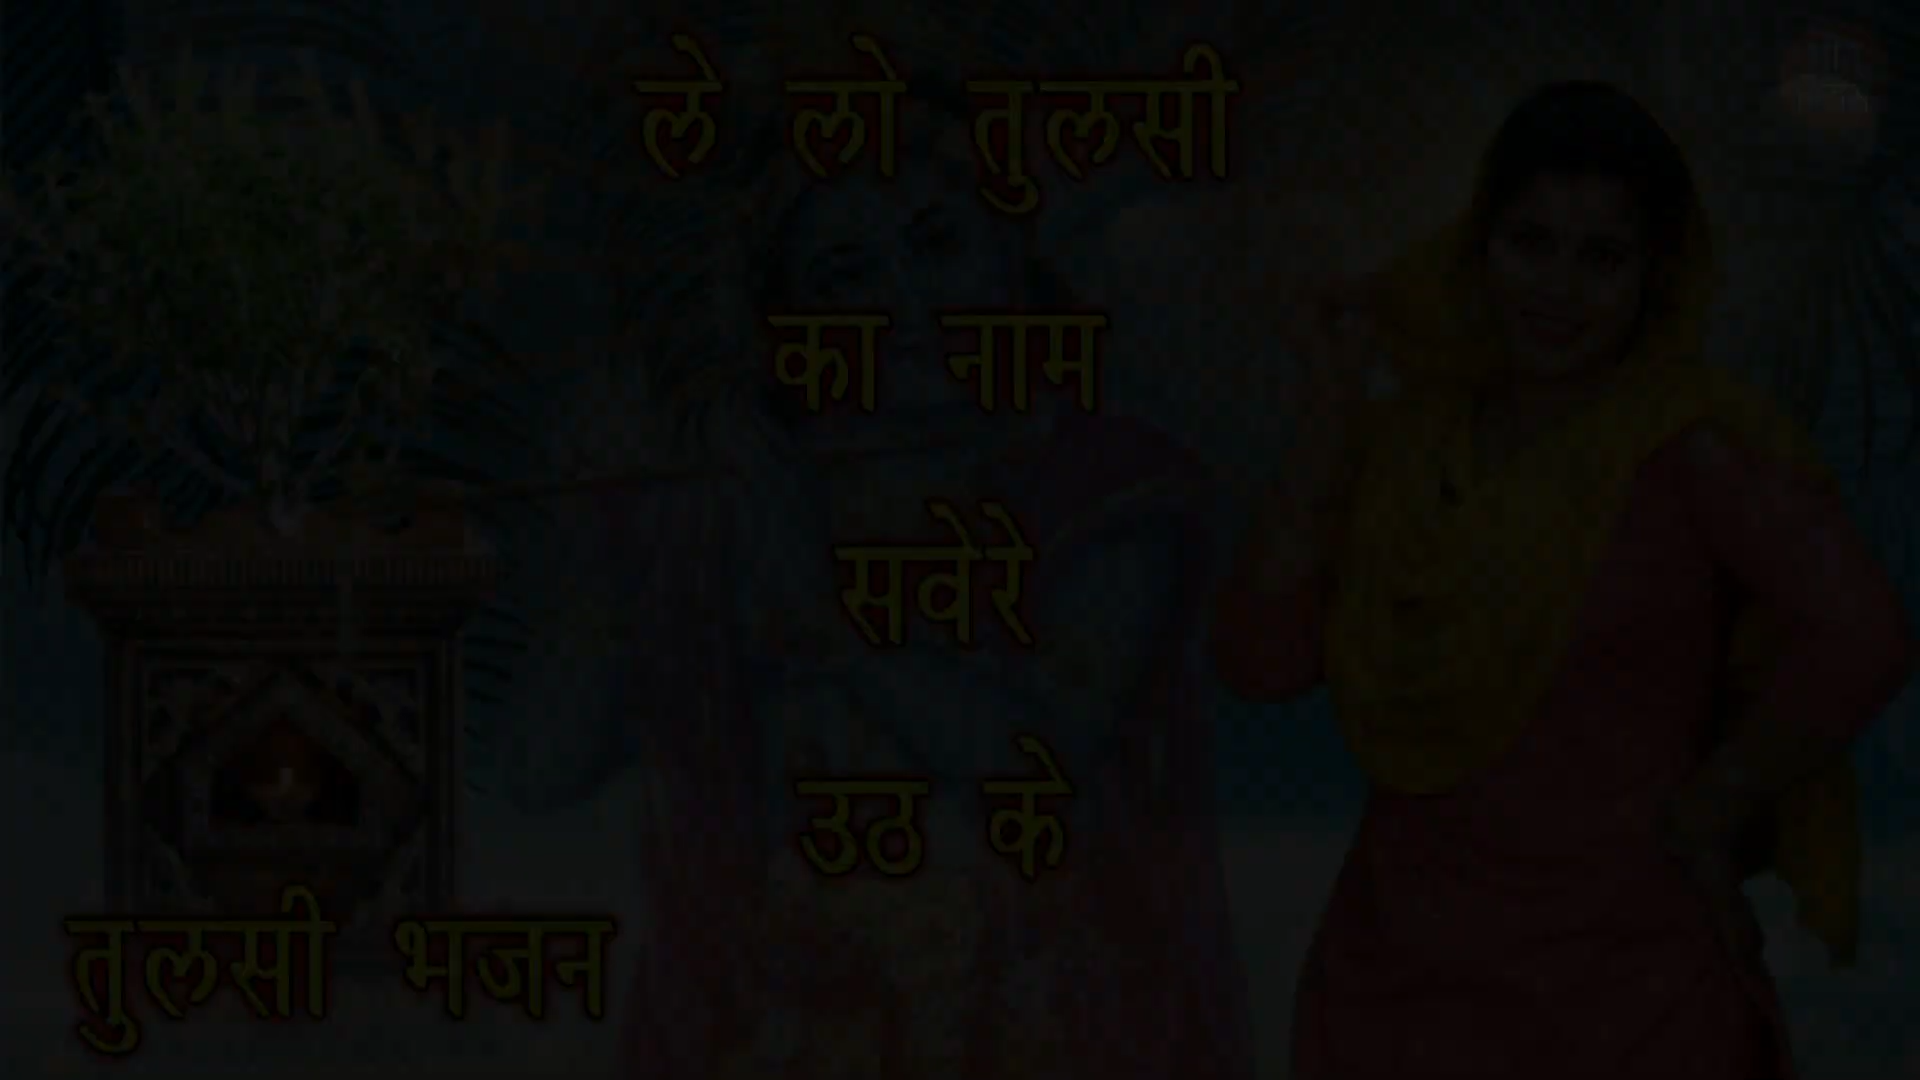 ले लो तुलसी
का नाम
सवेरे
उठ के
तुलसी भजन